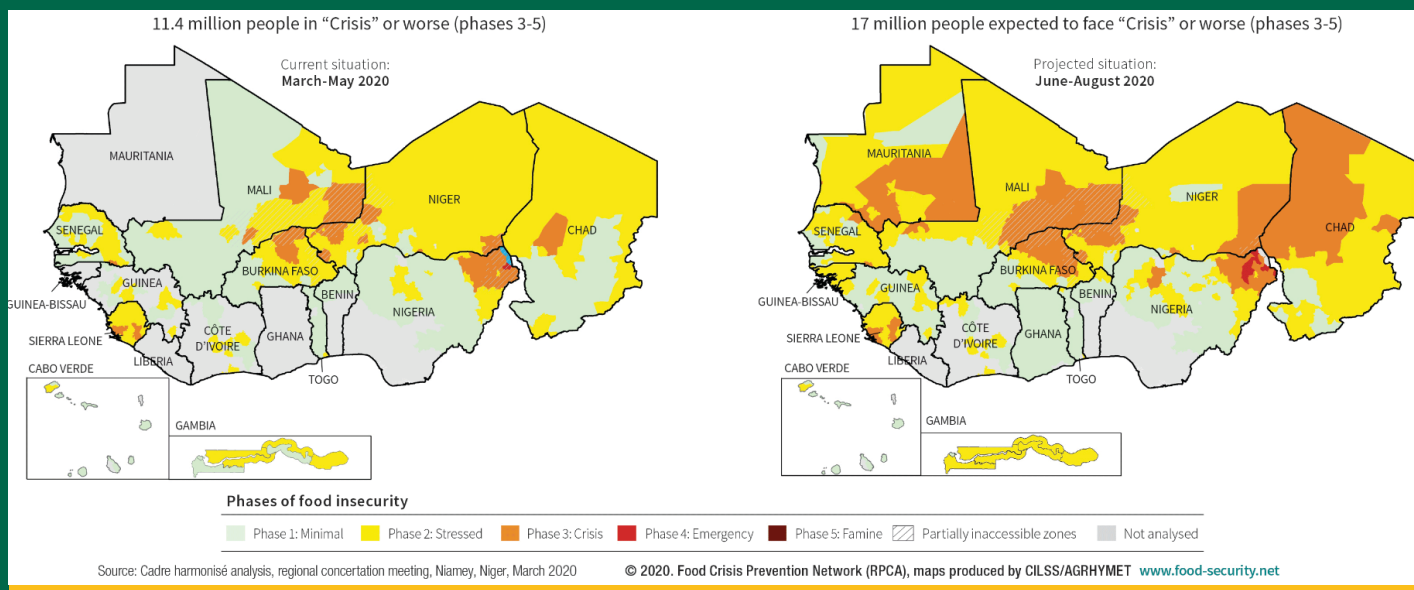 11.4 million people in “Crisis” or worse (phases 3-5)
Current situation:
March-May 2020
MAURITANIA
MALI
NIGER
CHAD
SENEGAL
BURKINA FASO
GUINEA
GUINEA-BISSAU
BENIN
NIGERIA
CÔTE
D'IVOIRE
GHANA
SIERRA LEONE
LIBERIA
TOGO
CABO VERDE
GAMBIA
17 million people expected to face “Crisis” or worse (phases 3-5)
Projected situation:
June-August 2020
MAURITANIA
MALI
NIGER
CHAD
SENEGAL
BURKINA FASO
GUINEA
GUINEA-BISSAU
BENIN
NIGERIA
CÔTE
D'IVOIRE
GHANA
SIERRA LEONE
LIBERIA
TOGO
CABO VERDE
GAMBIA
Phases of food insecurity
Phase 1: Minimal Phase 2: Stressed Phase 3: Crisis Phase 4: Emergency Phase 5: Famine Partially inaccessible zones Not analysed
Source: Cadre harmonisé analysis, regional concertation meeting, Niamey, Niger, March 2020 © 2020. Food Crisis Prevention Network (RPCA), maps produced by CILSS/AGRHYMET www.food-security.net